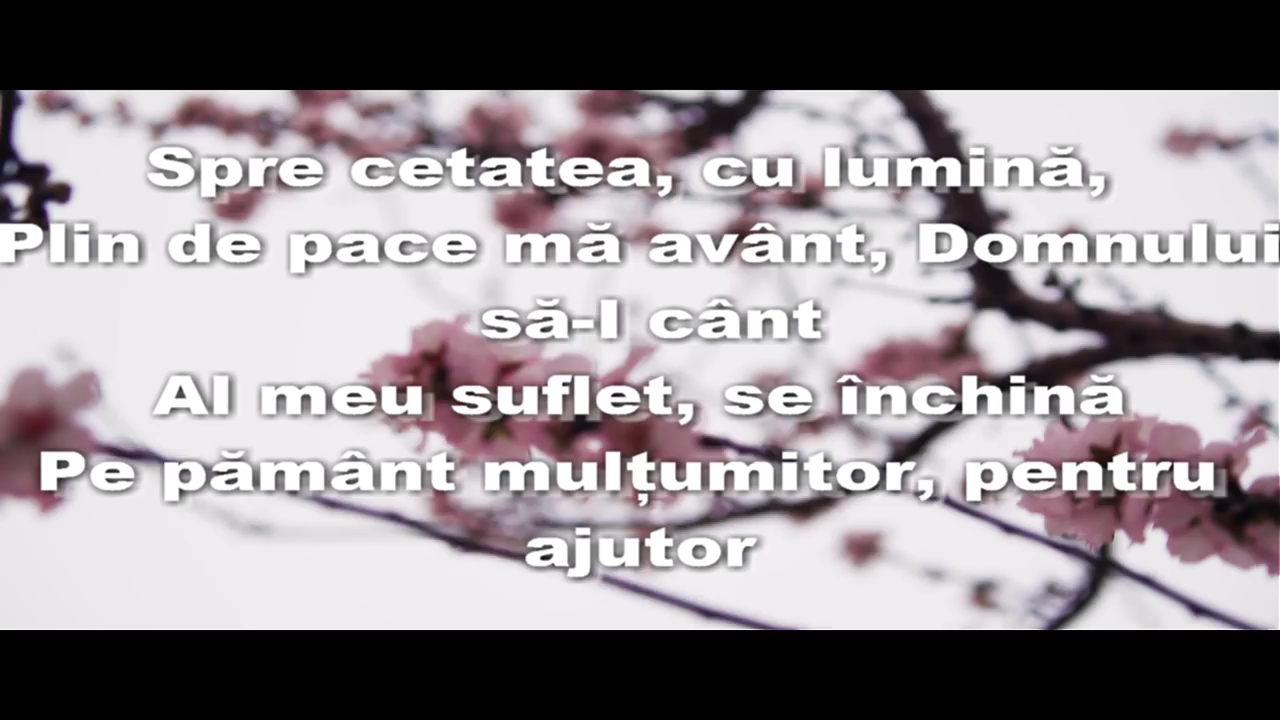 Spre cetatea, cu lumină,
Plin de pace mă avânt, Domnului
să-I cânt
Al meu suflet, se închină
Pe pământ mulțumitor, pentru
ajutor